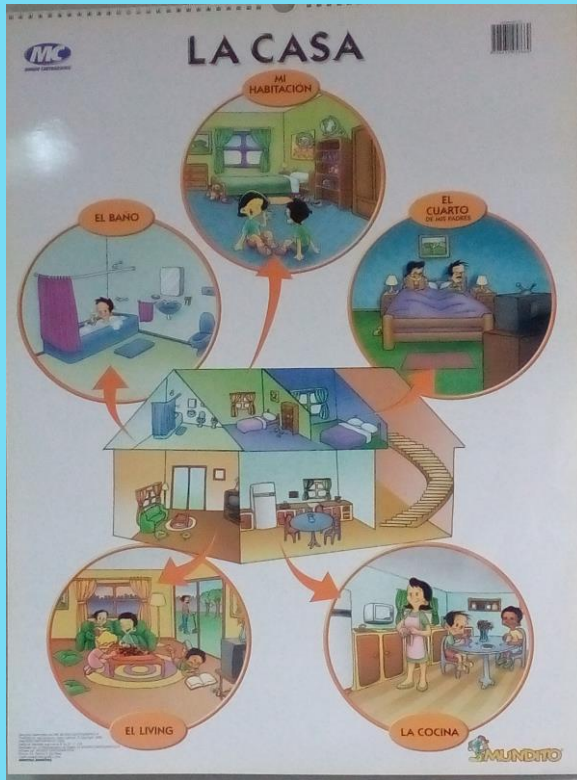 LA CASA
MC
MI
HABITACIÓN
EL BAÑO
EL
CUARTO
DE MIS PADRES
EL LIVING
LA COCINA
MUNDITO